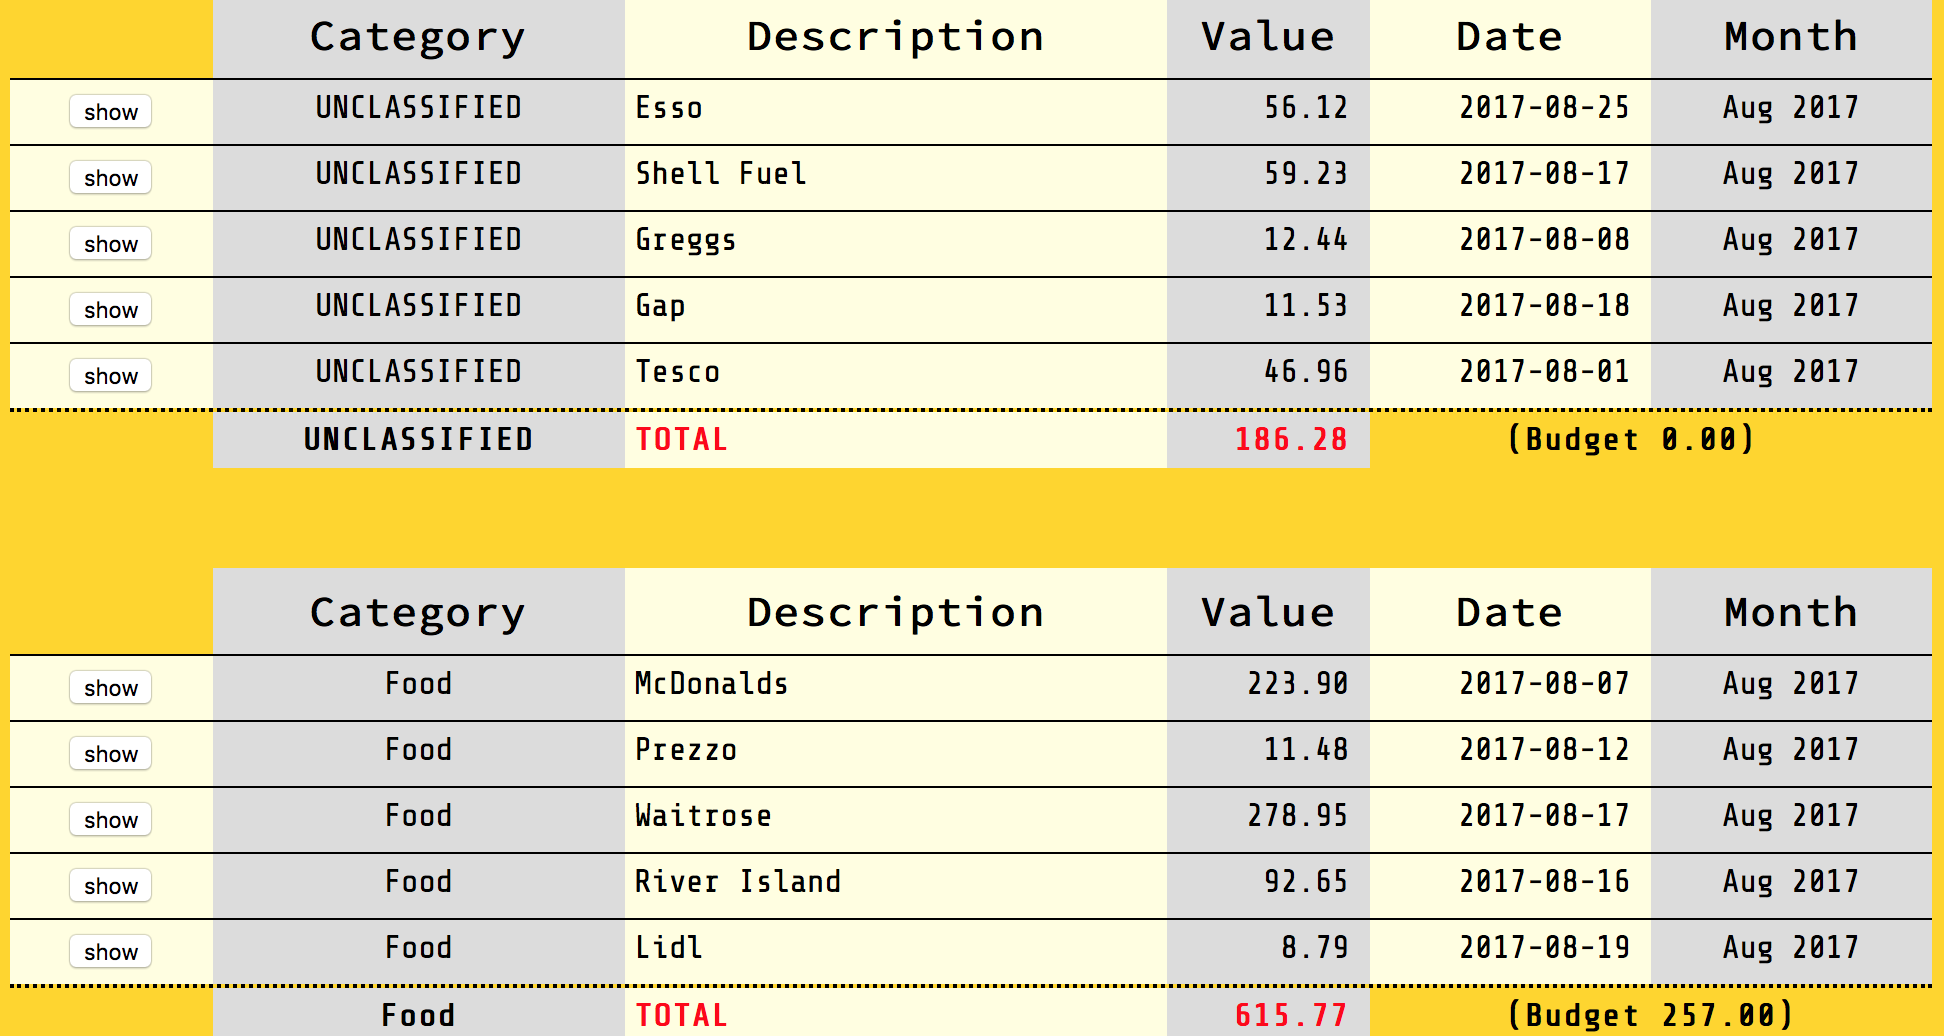 Category Description Value Date Month
show UNCLASSIFIED Esso 56.12 2017-08-25 Aug 2017
show UNCLASSIFIED Shell Fuel 59.23 2017-08-17 Aug 2017
show UNCLASSIFIED Greggs 12.44 2017-08-08 Aug 2017
show UNCLASSIFIED Gap 11.53 2017-08-18 Aug 2017
show UNCLASSIFIED Tesco 46.96 2017-08-01 Aug 2017
UNCLASSIFIED TOTAL 186.28 (Budget 0.00)
Category Description Value Date Month
show Food McDonalds 223.90 2017-08-07 Aug 2017
show Food Prezzo 11.48 2017-08-12 Aug 2017
show Food Waitrose 278.95 2017-08-17 Aug 2017
show Food River Island 92.65 2017-08-16 Aug 2017
show Food Lidl 8.79 2017-08-19 Aug 2017
Food TOTAL 615.77 (Budget 257.00)